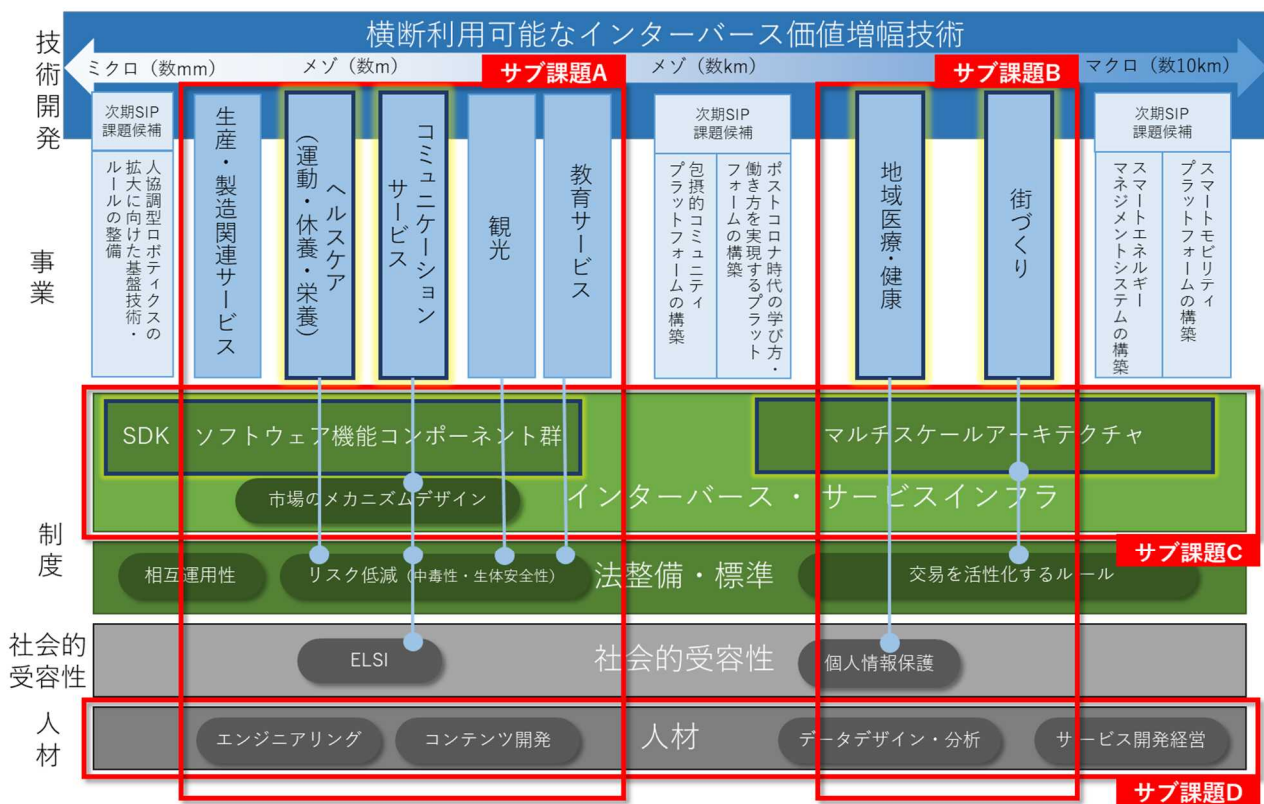 技術開発
横断利用可能なインターバース価値増幅技術
ミクロ（数mm）
メゾ（数m）
サブ課題A
メゾ（数km）
サブ課題B
マクロ（数10km）
事業
次期SIP
課題候補
人協調型ロボティクスの
拡大に向けた基盤技術・
ルールの整備
生産・製造関連サービス
ヘルスケア
（運動・休養・栄養）
コミュニケーション
サービス
観光
教育サービス
次期SIP
課題候補
包摂的コミュニティ
プラットフォームの構築
ポストコロナ時代の学び方・
働き方を実現するプラット
フォームの構築
地域医療・健康
街づくり
次期SIP
課題候補
スマートエネルギー
マネジメントシステムの構築
スマートモビリティ
プラットフォームの構築
制度
SDK　ソフトウェア機能コンポーネント群
マルチスケールアーキテクチャ
市場のメカニズムデザイン
インターバース・サービスインフラ
サブ課題C
相互運用性
リスク低減（中毒性・生体安全性）
法整備・標準
交易を活性化するルール
社会的
受容性
ELSI
社会的受容性
個人情報保護
人材
エンジニアリング
コンテンツ開発
人材
データデザイン・分析
サービス開発経営
サブ課題D